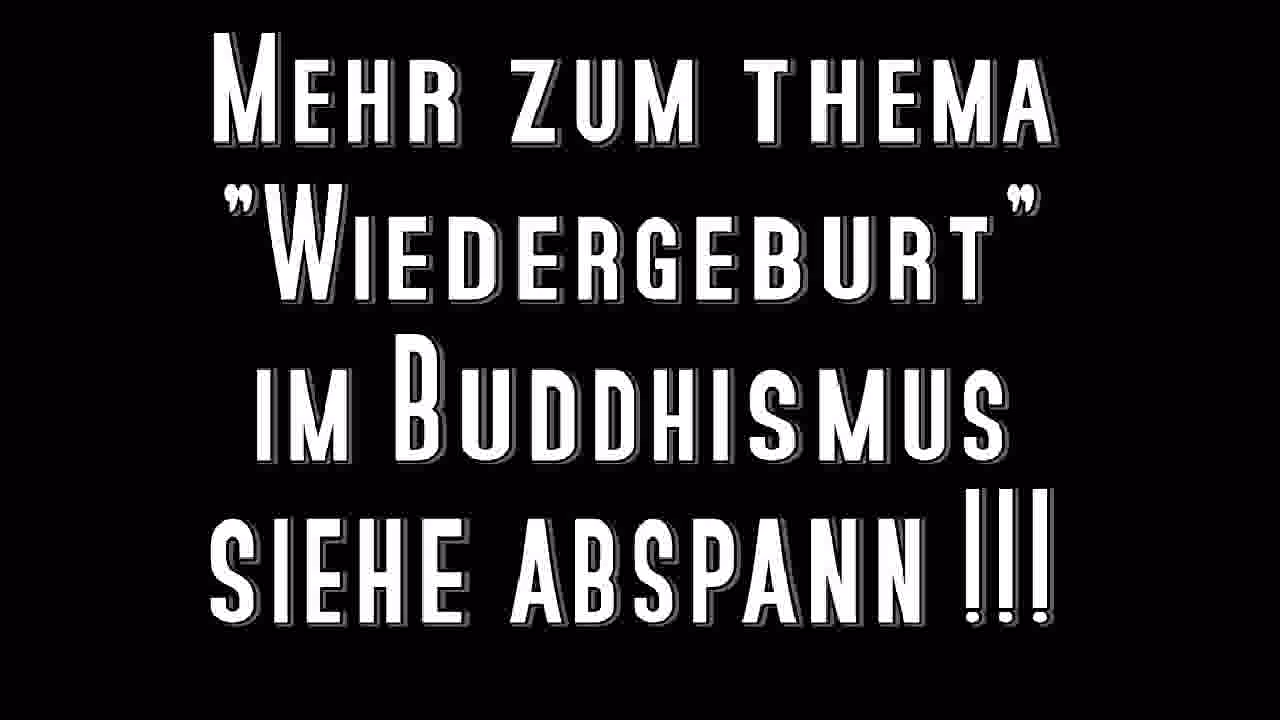 Mehr zum thema
"Wiedergeburt"
im Buddhismus
siehe abspann !!!